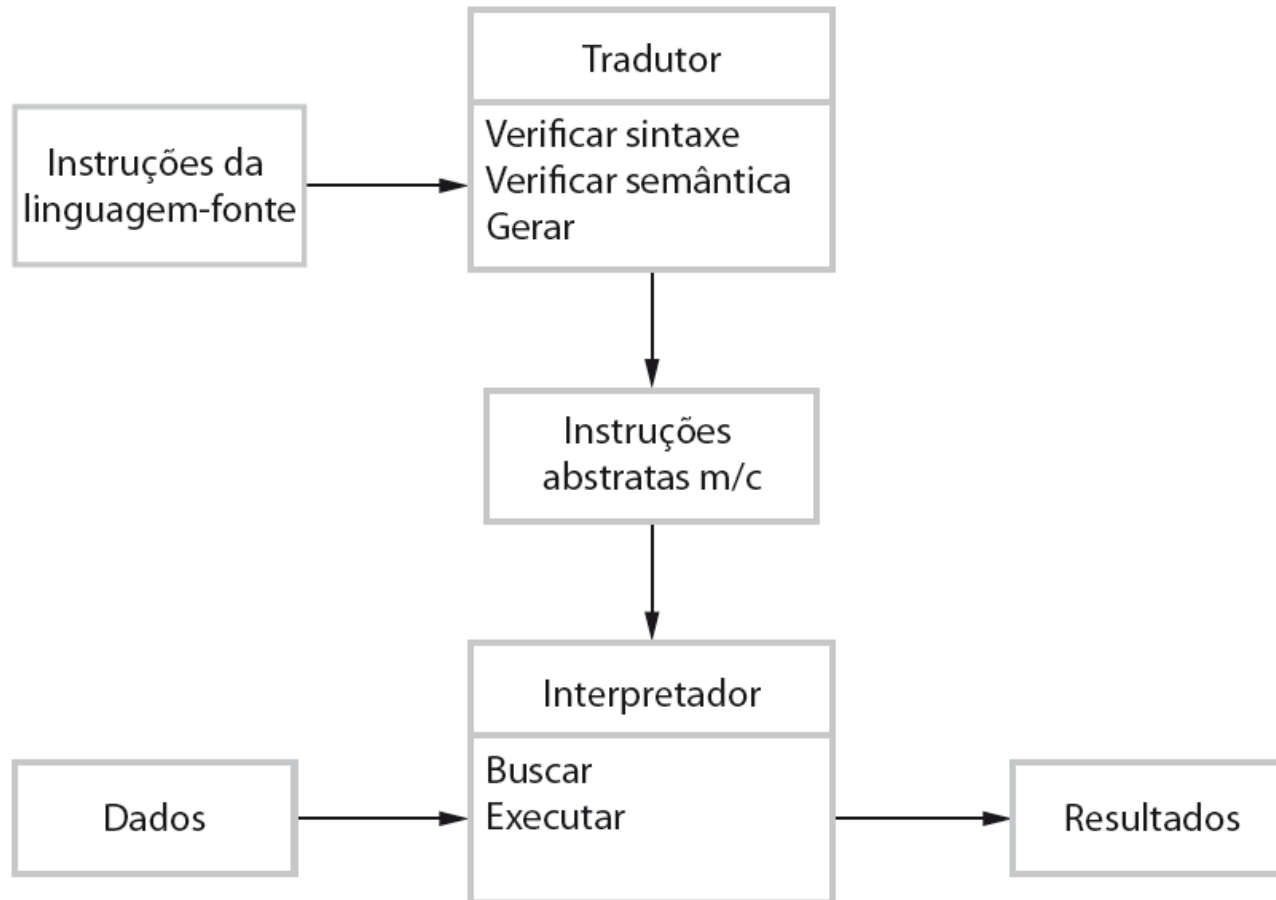 Tradutor
Instruções da
linguagem-fonte
Verificar sintaxe
Verificar semântica
Gerar
Instruções
abstratas m/c
Interpretador
Dados
Buscar
Executar
Resultados